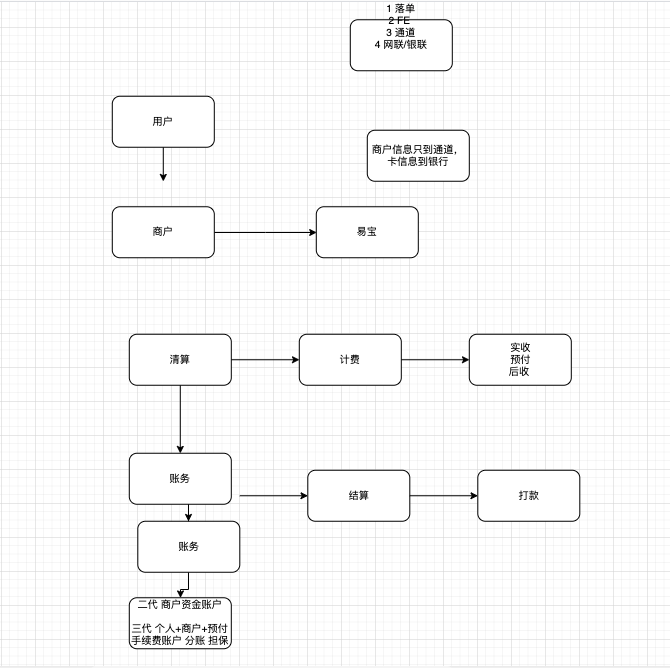 1 落单
2 FE
3 通道
4 网联/银联
用户
商户信息只到通道，
卡信息到银行
商户
易宝
清算
计费
实收
预付
后收
账务
结算
打款
账务
二代 商户资金账户
三代 个人+商户+预付
手续费账户 分账 担保